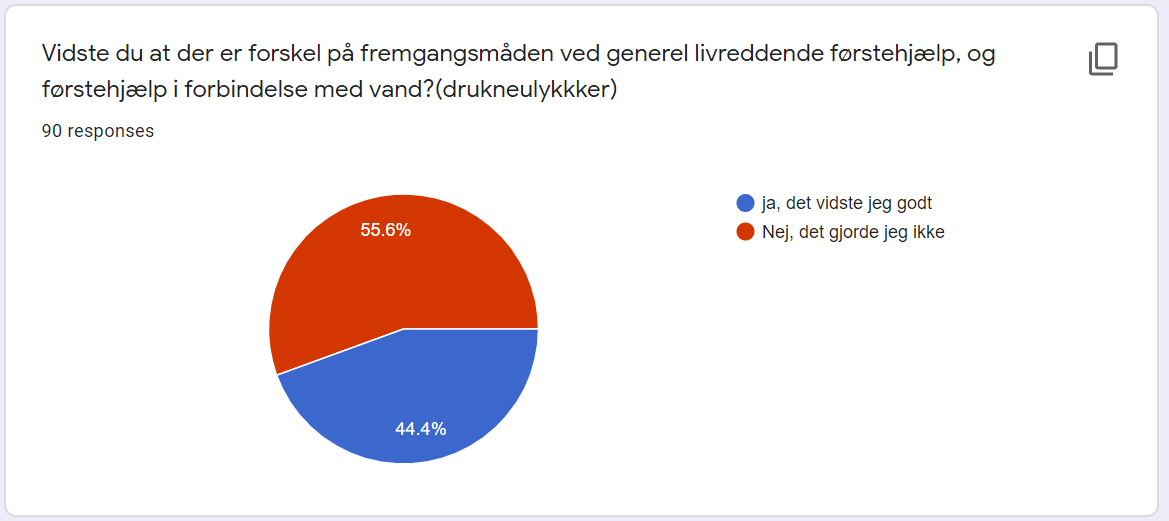 Vidste du at der er forskel på fremgangsmåden ved generel livreddende førstehjælp, og
førstehjælp i forbindelse med vand?(drukneulykkker)
90 responses
ja, det vidste jeg godt
Nej, det gjorde jeg ikke
55.6%
44.4%